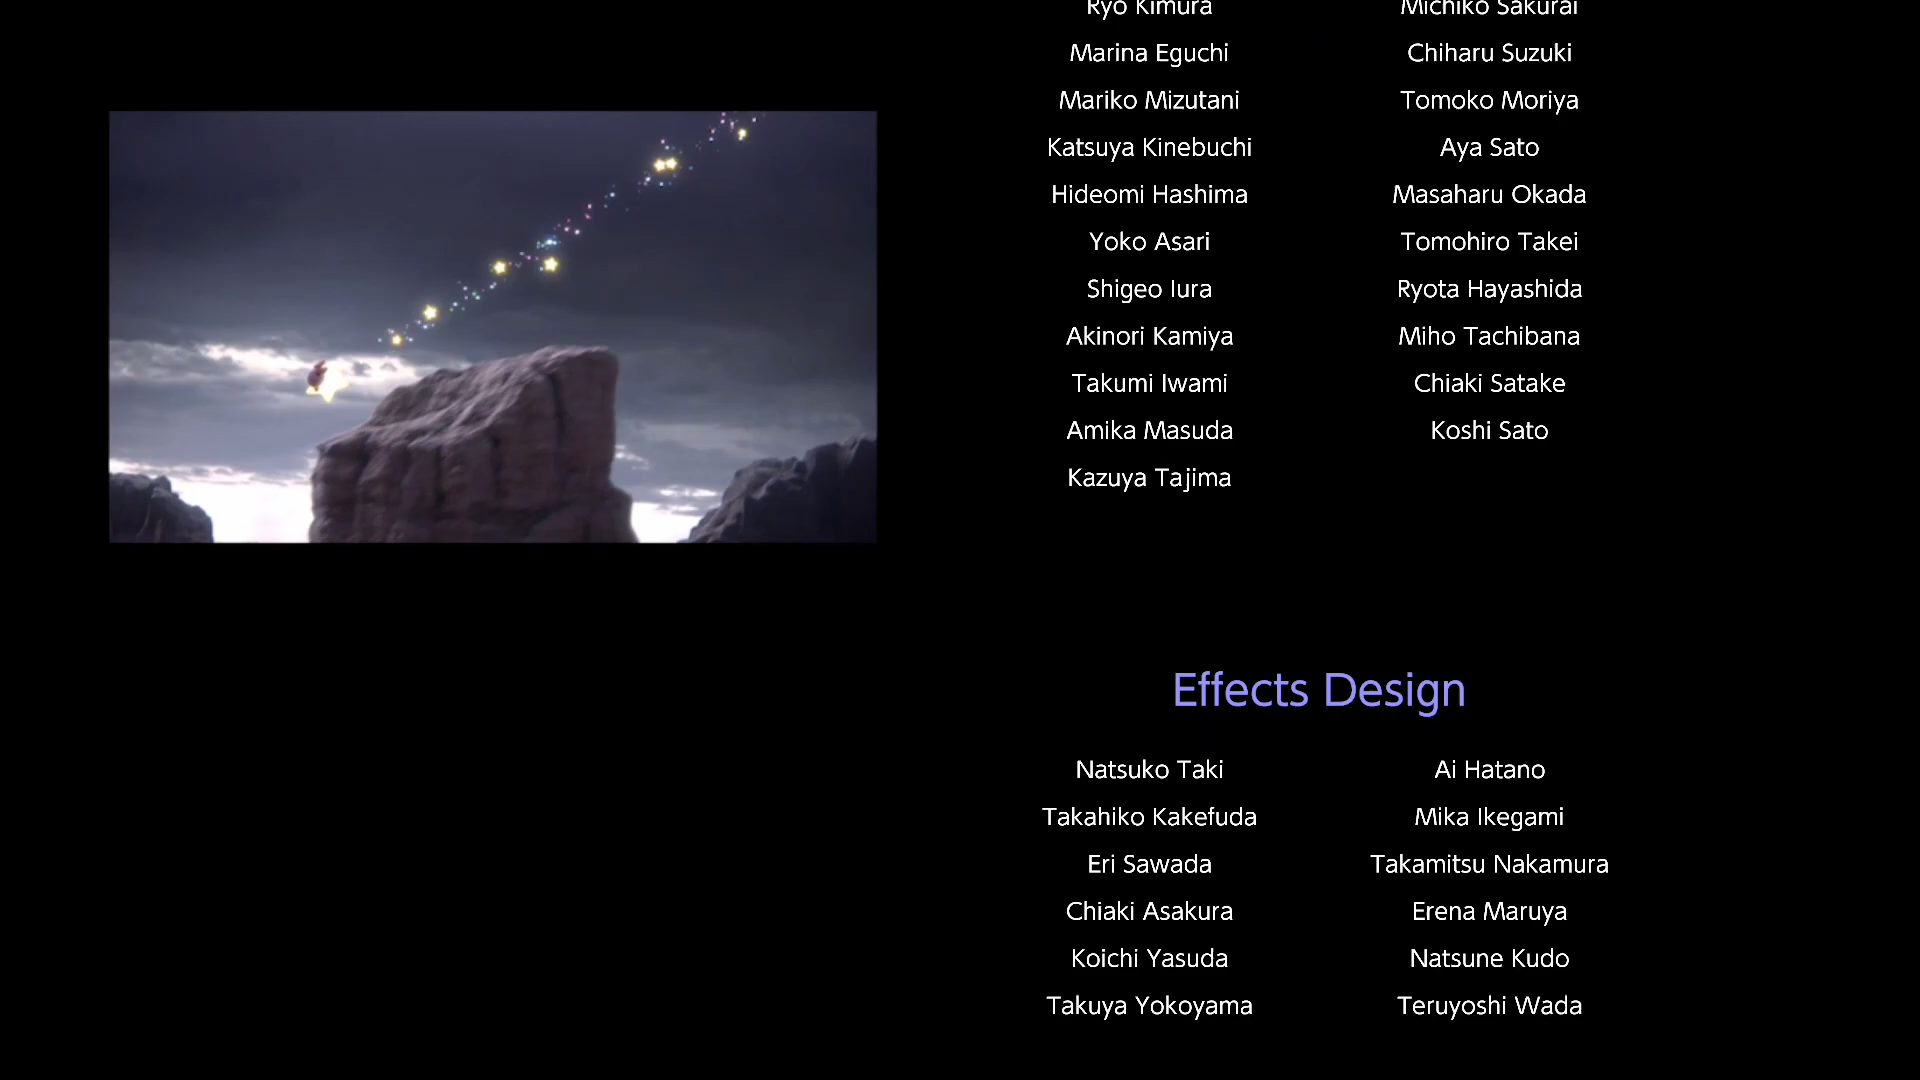 Ryo Kimura Michiko Sakurai
Marina Eguchi Chiharu Suzuki
Mariko Mizutani Tomoko Moriya
Katsuya Kinebuchi Aya Sato
Hideomi Hashima Masaharu Okada
Yoko Asari Tomohiro Takei
Shigeo Iura Ryota Hayashida
Akinori Kamiya Miho Tachibana
Takumi Iwami Chiaki Satake
Amika Masuda Koshi Sato
Kazuya Tajima
Effects Design
Natsuko Taki Ai Hatano
Takahiko Kakefuda Mika Ikegami
Eri Sawada Takamitsu Nakamura
Chiaki Asakura Erena Maruya
Koichi Yasuda Natsune Kudo
Takuya Yokoyama Teruyoshi Wada